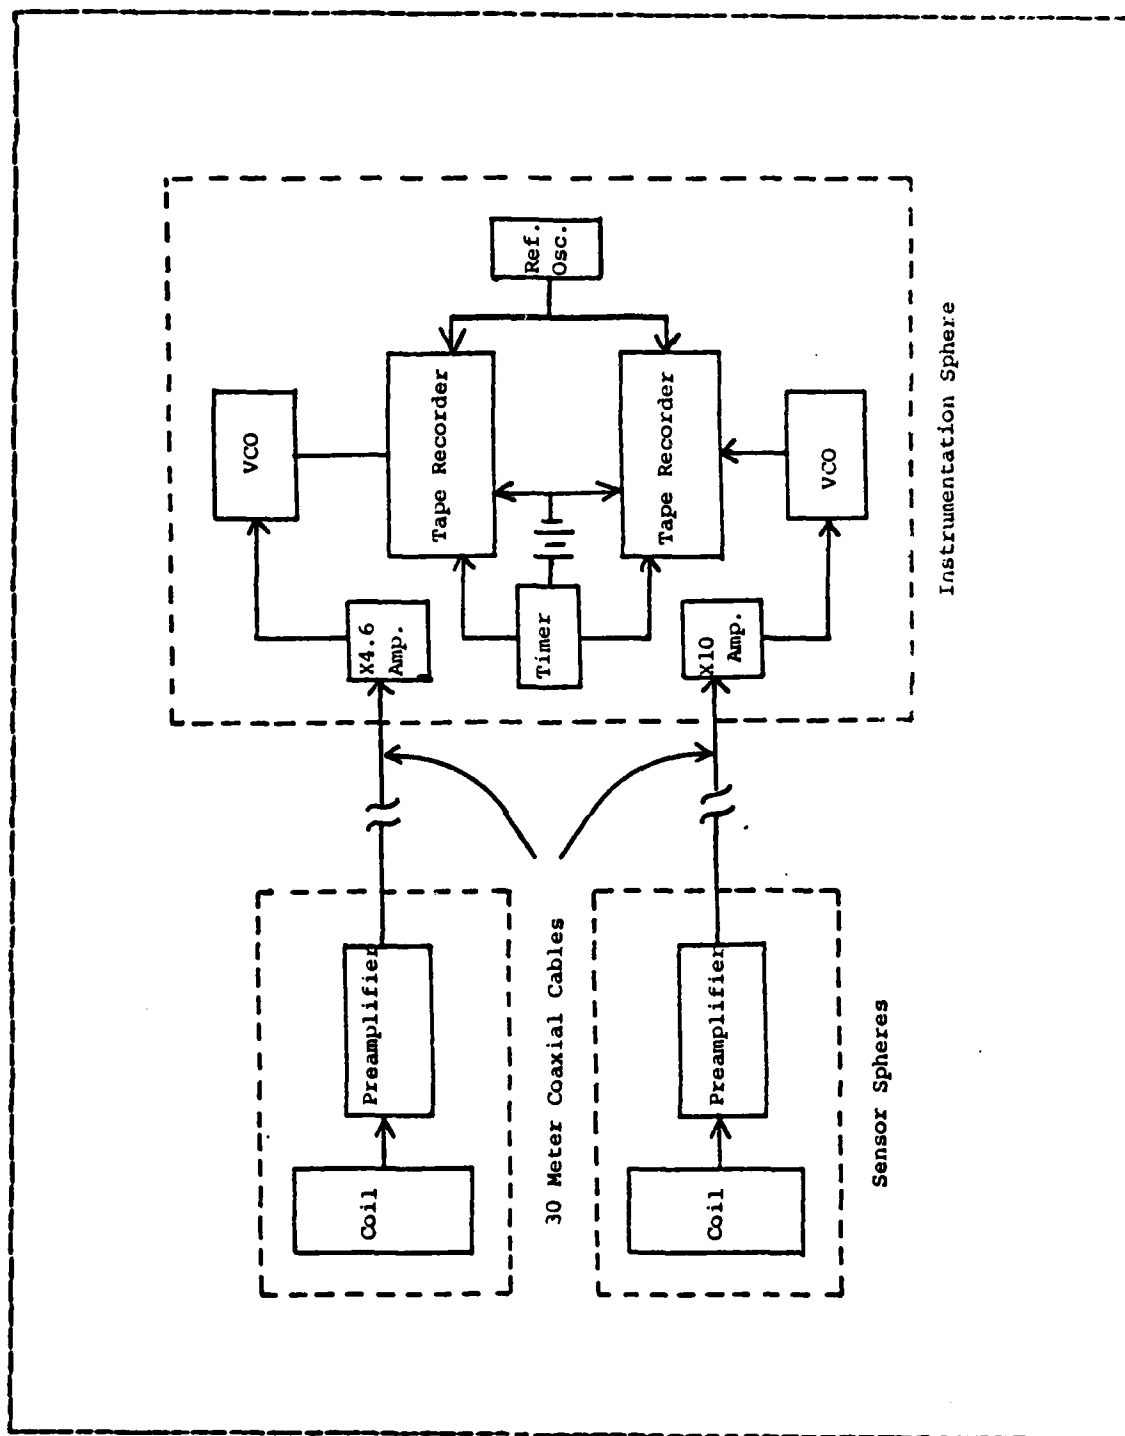 Coil
Preamplifier
30 Meter Coaxial Cables
Coil
Preamplifier
Sensor Spheres
X4.6
Amp.
VCO
Tape Recorder
Timer
Ref.
Osc.
Tape Recorder
X10
Amp.
VCO
Instrumentation Sphere